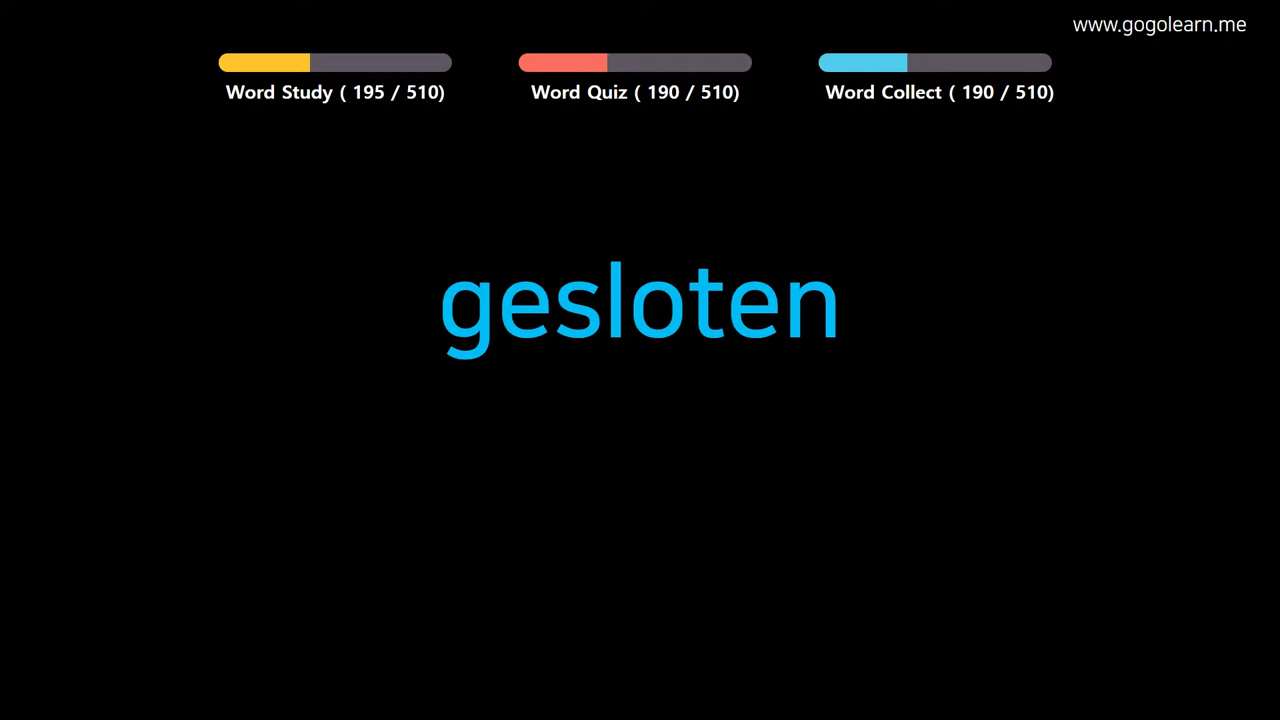 www.gogolearn.me
Word Study ( 195 / 510)
Word Quiz ( 190 / 510)
Word Collect ( 190 / 510)
gesloten